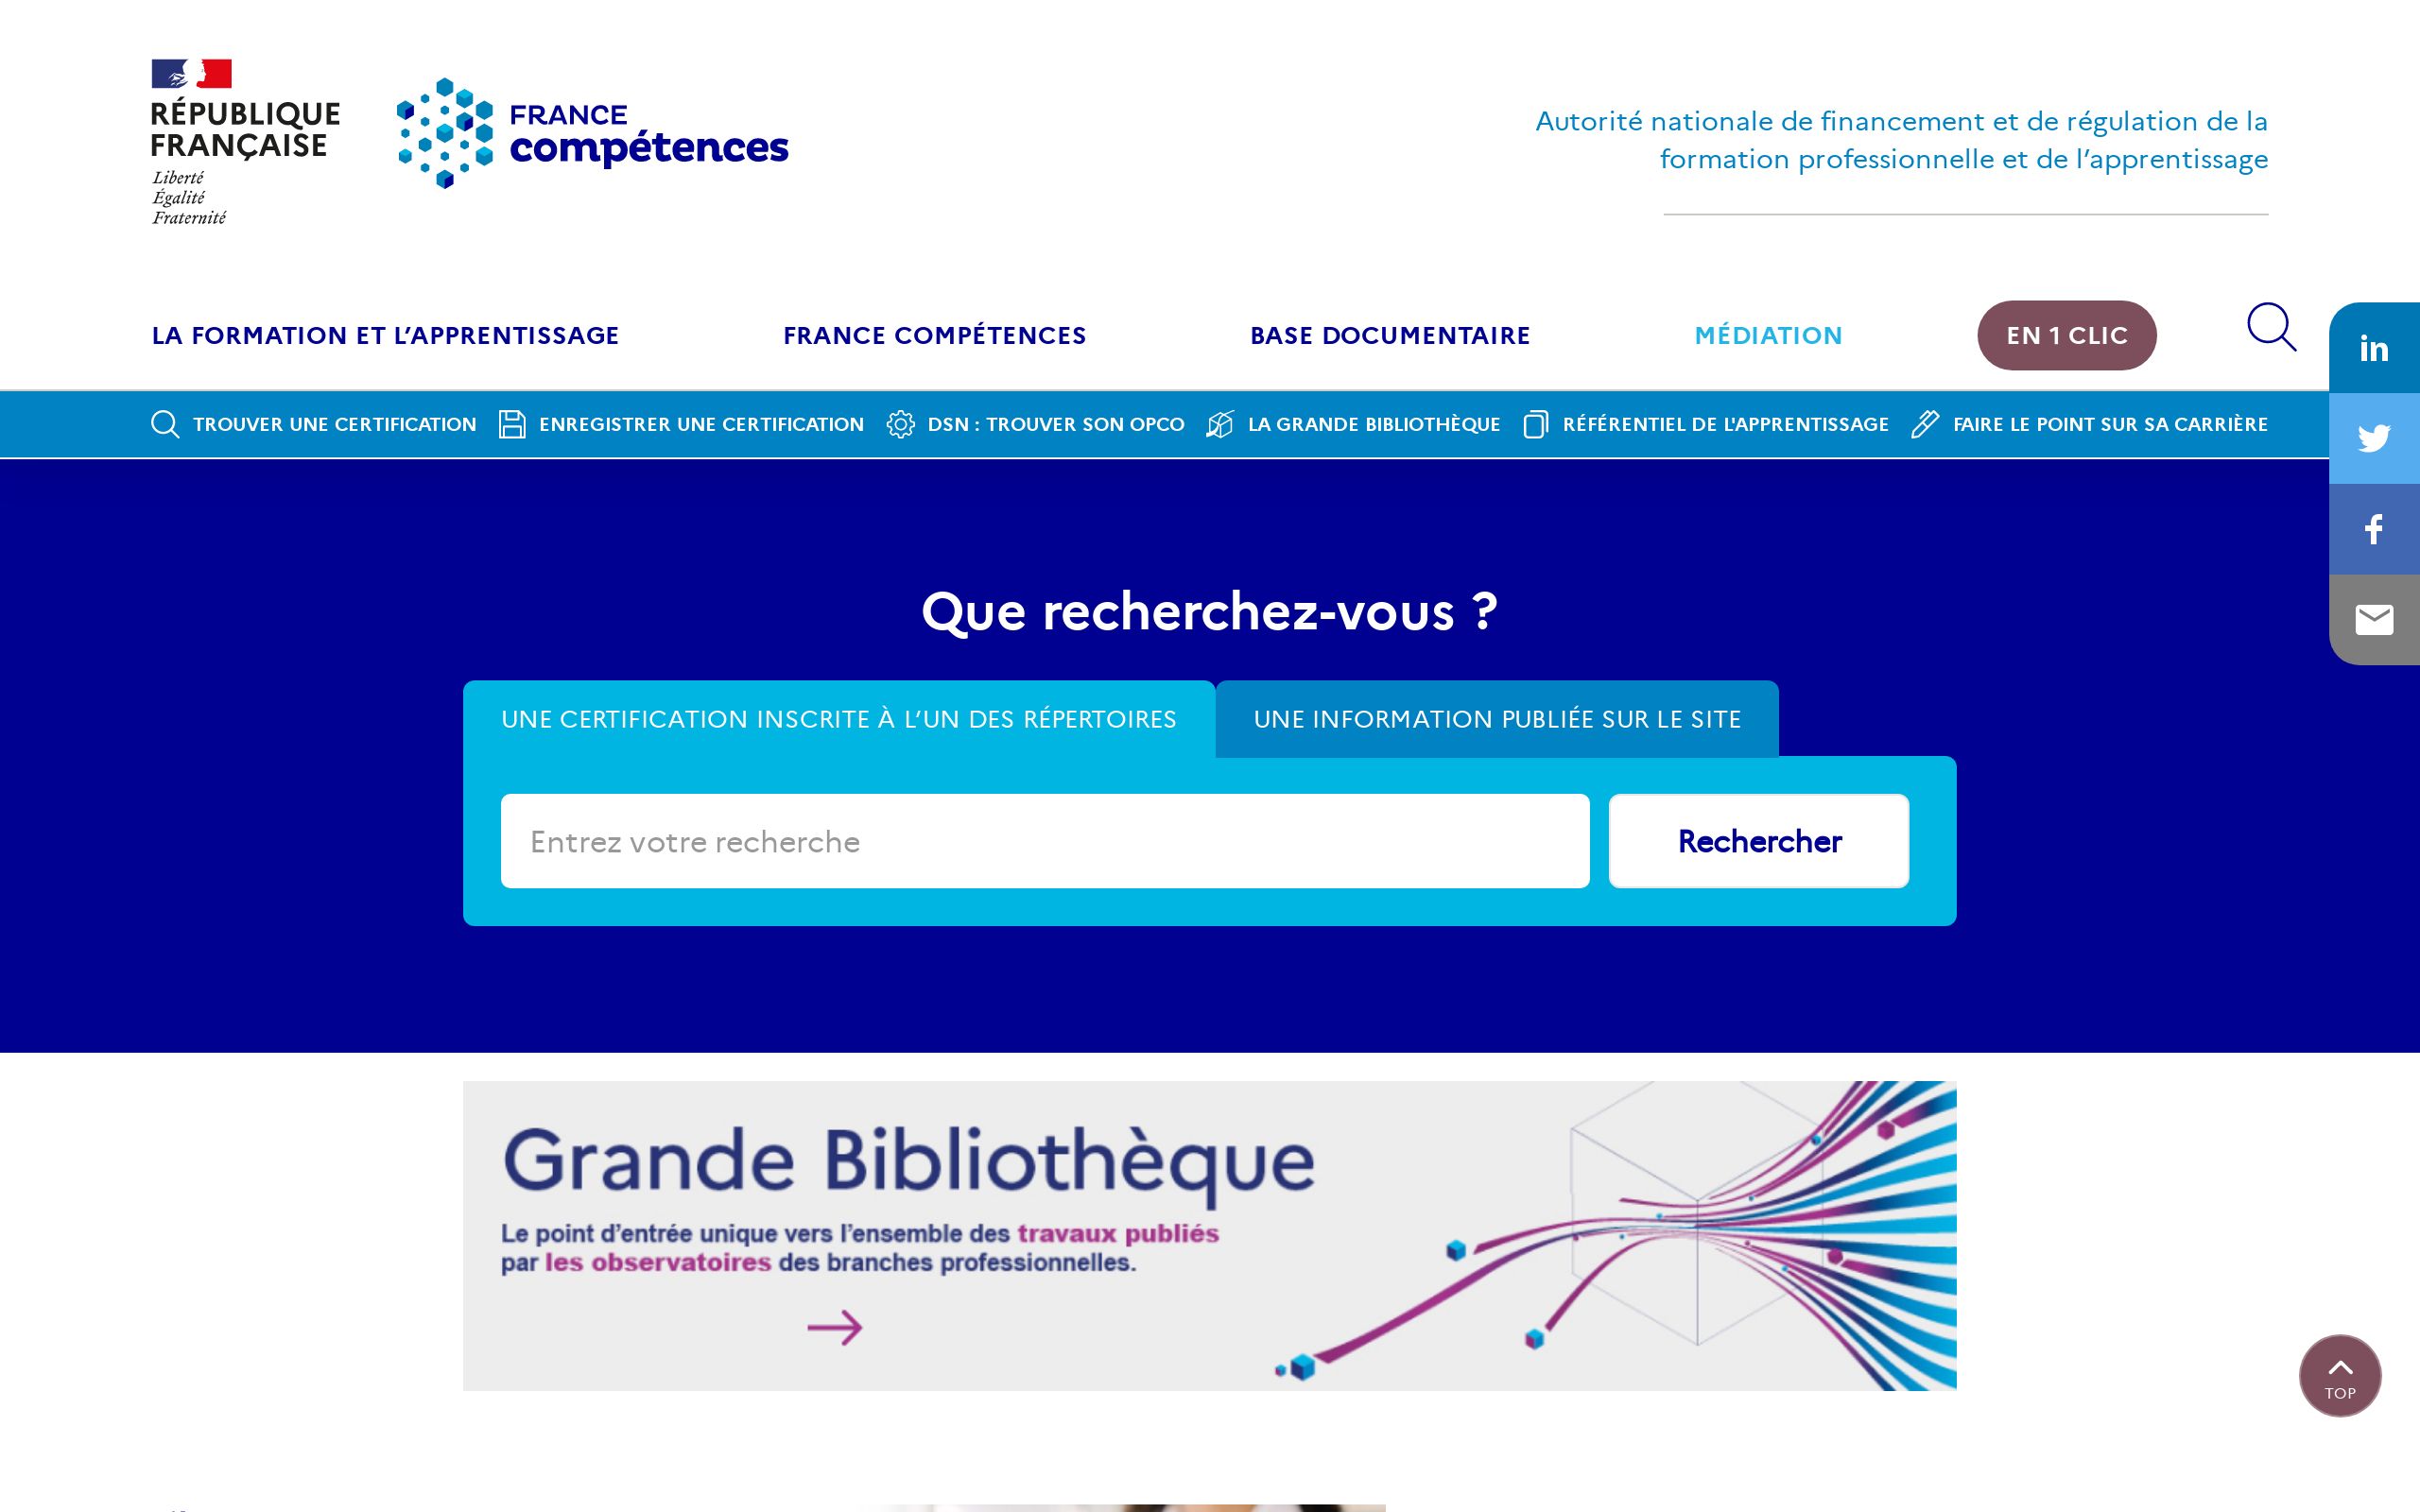 RÉPUBLIQUE
FRANÇAISE
Liberté
Égalité
Fraternité
FRANCE
compétences
Autorité nationale de financement et de régulation de la
formation professionnelle et de l’apprentissage
LA FORMATION ET L’APPRENTISSAGE
FRANCE COMPÉTENCES
BASE DOCUMENTAIRE
MÉDIATION
EN 1 CLIC
in
TROUVER UNE CERTIFICATION
ENREGISTRER UNE CERTIFICATION
DSN : TROUVER SON OPCO
LA GRANDE BIBLIOTHÈQUE
RÉFÉRENTIEL DE L'APPRENTISSAGE
FAIRE LE POINT SUR SA CARRIÈRE
f
Que recherchez-vous ?
UNE CERTIFICATION INSCRITE À L’UN DES RÉPERTOIRES
UNE INFORMATION PUBLIÉE SUR LE SITE
Entrez votre recherche
Rechercher
Grande Bibliothèque
Le point d’entrée unique vers l’ensemble des travaux publiés
par les observatoires des branches professionnelles.
TOP